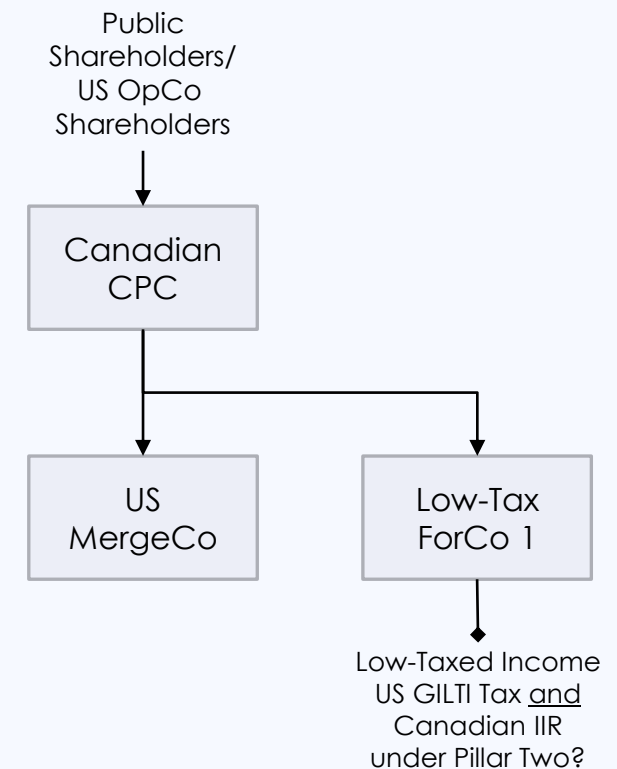 Public
Shareholders/
US OpCo
Shareholders
Canadian
CPC
US
MergeCo
Low-Tax
ForCo 1
Low-Taxed Income
US GILTI Tax and
Canadian IIR
under Pillar Two?